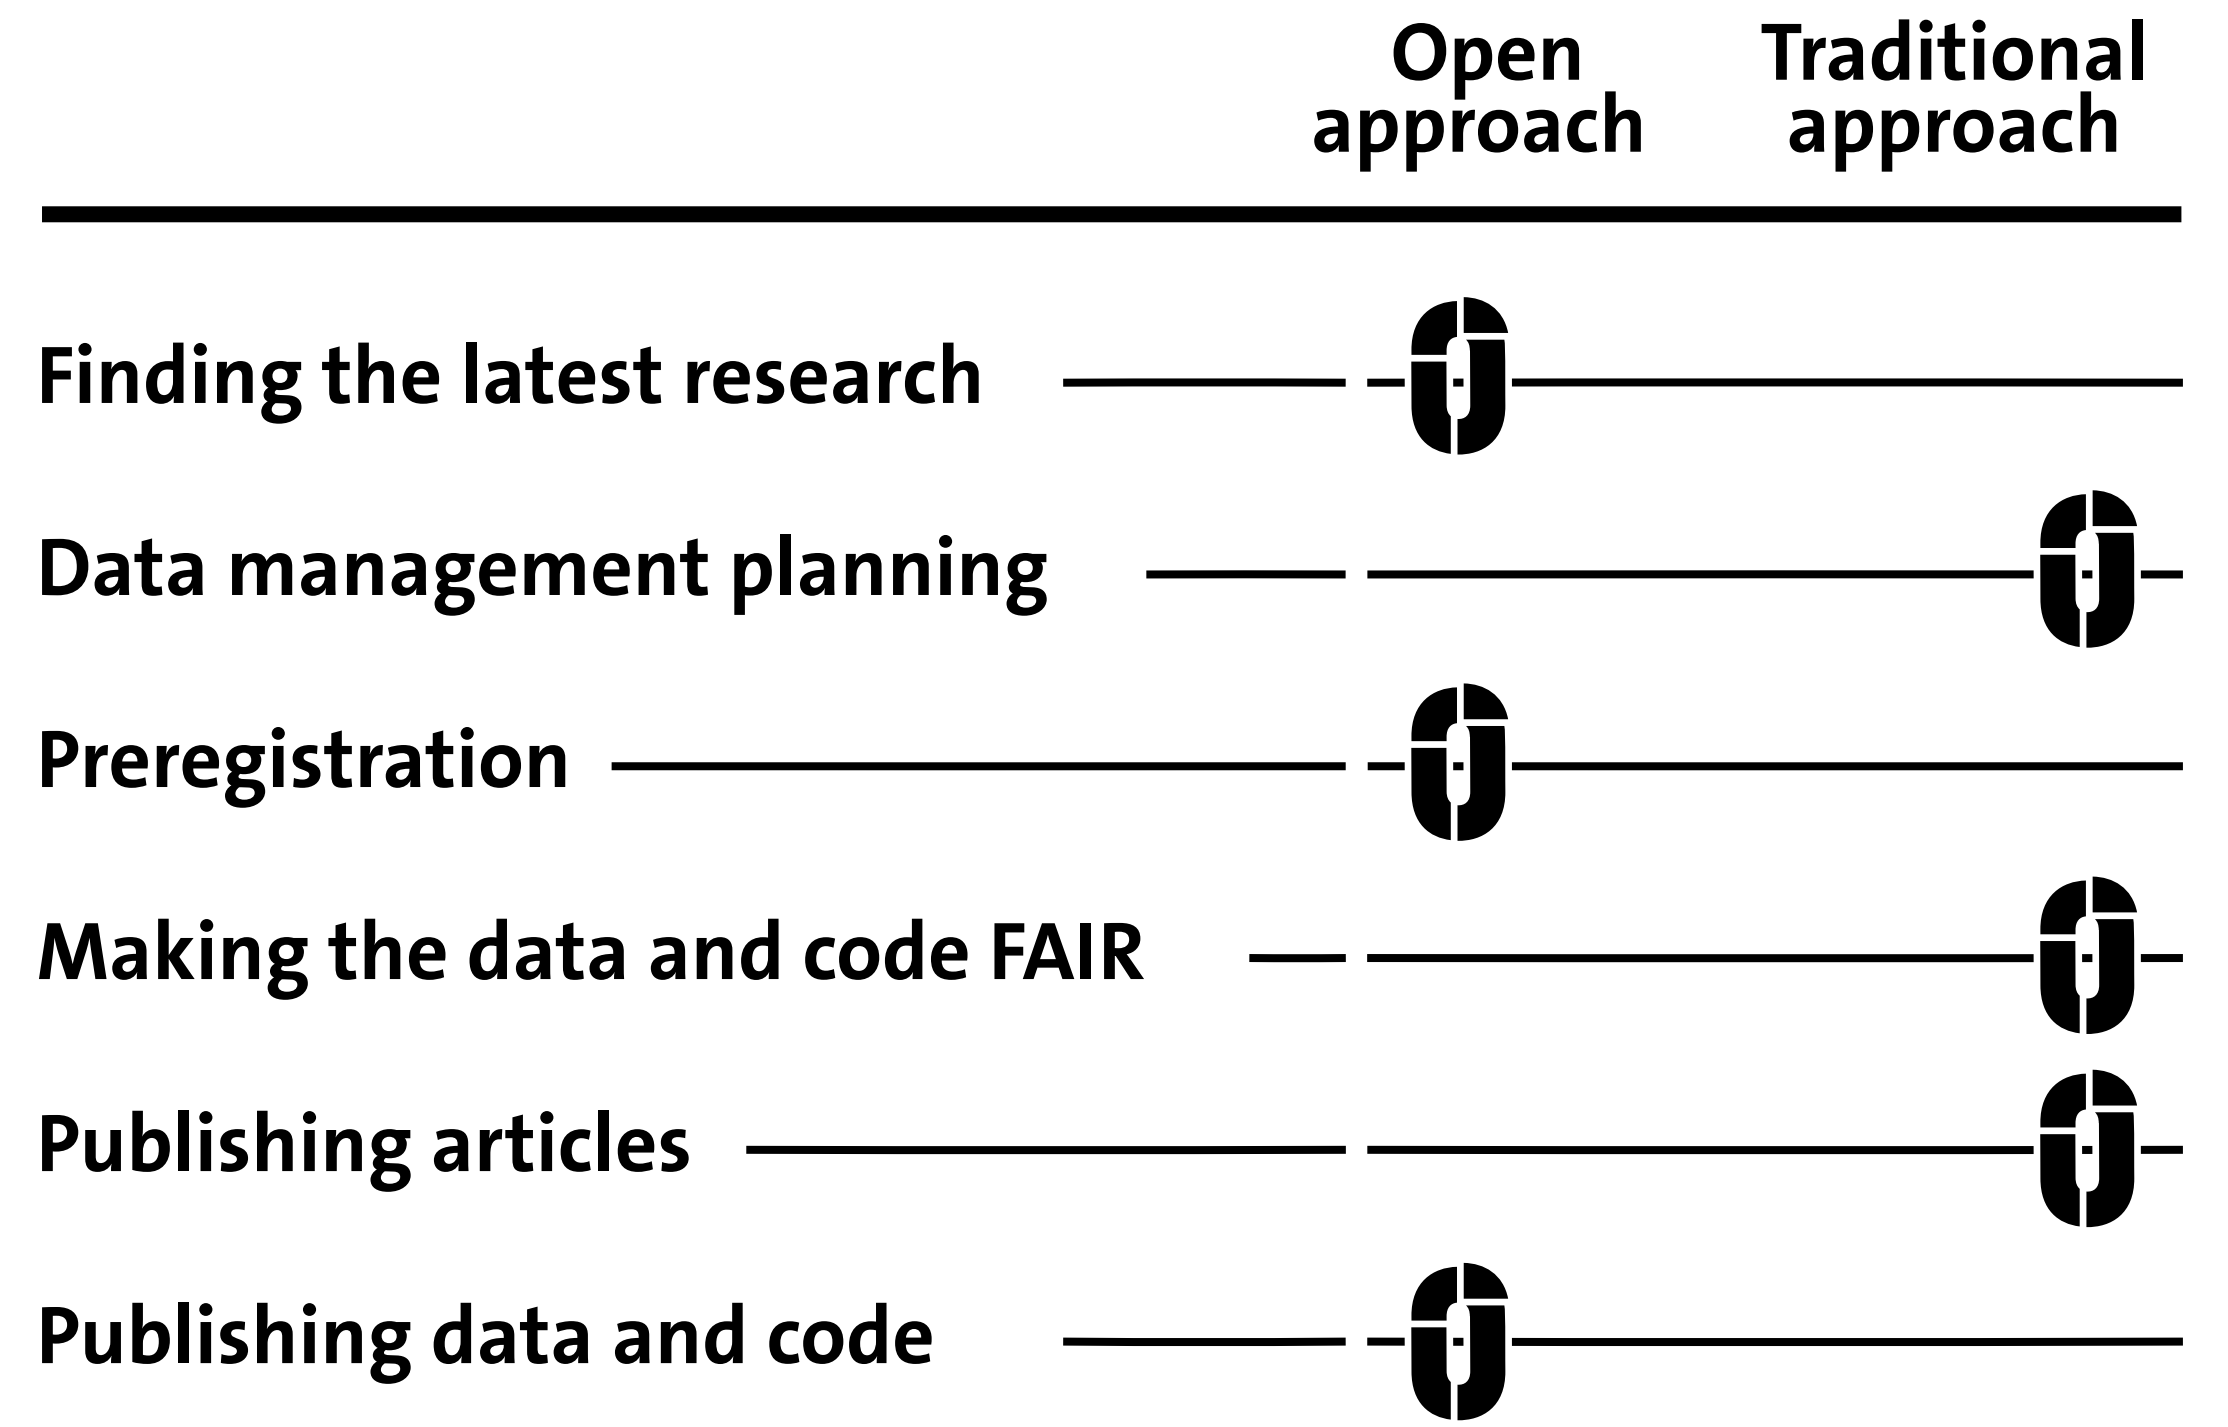 Open Traditional
approach approach
Finding the latest research
Data management planning
Preregistration
Making the data and code FAIR
Publishing articles
Publishing data and code